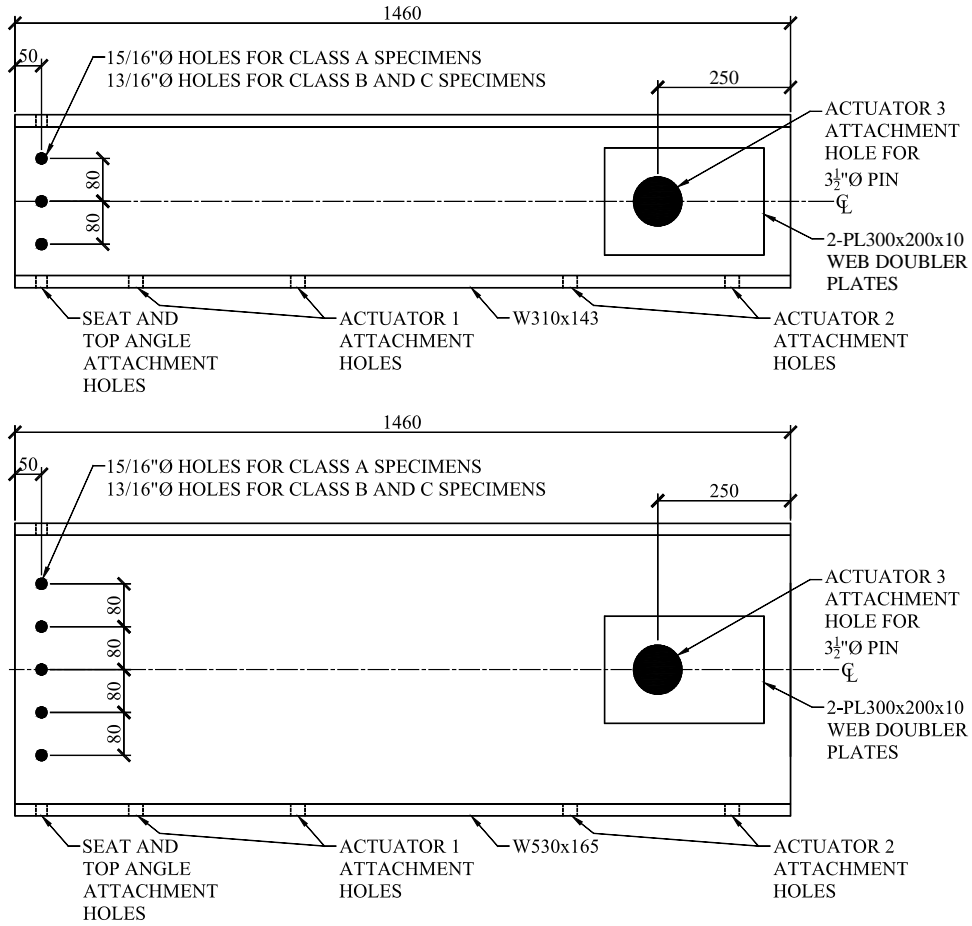 1460
50
15/16"Ø HOLES FOR CLASS A SPECIMENS
13/16"Ø HOLES FOR CLASS B AND C SPECIMENS
250
ACTUATOR 3
ATTACHMENT
HOLE FOR
3½"Ø PIN
℄
80
80
2-PL300x200x10
WEB DOUBLER
PLATES
SEAT AND
TOP ANGLE
ATTACHMENT
HOLES
ACTUATOR 1
ATTACHMENT
HOLES
W310x143
ACTUATOR 2
ATTACHMENT
HOLES
1460
50
15/16"Ø HOLES FOR CLASS A SPECIMENS
13/16"Ø HOLES FOR CLASS B AND C SPECIMENS
250
ACTUATOR 3
ATTACHMENT
HOLE FOR
3½"Ø PIN
℄
80
80
80
80
2-PL300x200x10
WEB DOUBLER
PLATES
SEAT AND
TOP ANGLE
ATTACHMENT
HOLES
ACTUATOR 1
ATTACHMENT
HOLES
W530x165
ACTUATOR 2
ATTACHMENT
HOLES